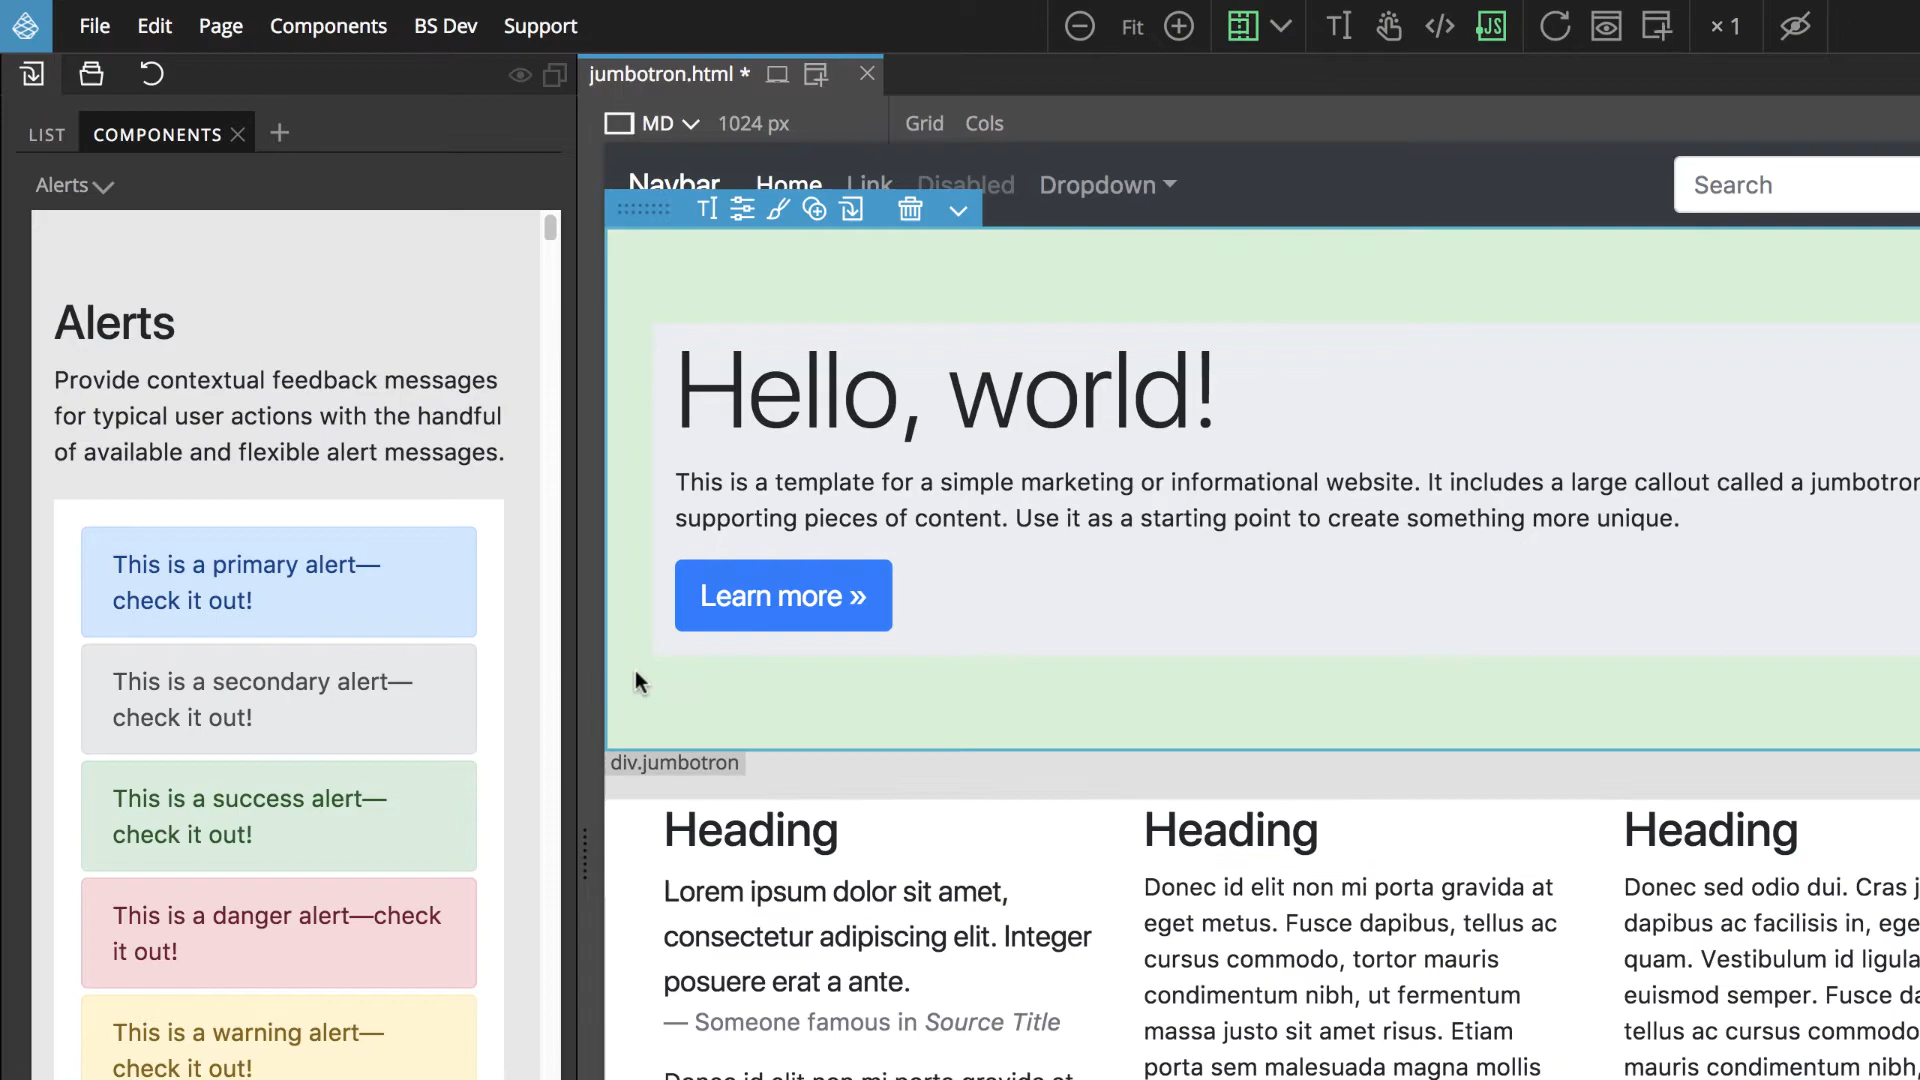 File Edit Page Components BS Dev Support
Fit
JS
× 1
jumbotron.html *
LIST COMPONENTS
MD 1024 px Grid Cols
Alerts
Navbar Home Link Disabled Dropdown Search
Alerts
Provide contextual feedback messages
for typical user actions with the handful
of available and flexible alert messages.
This is a primary alert—
check it out!
This is a secondary alert—
check it out!
This is a success alert—
check it out!
This is a danger alert—check
it out!
This is a warning alert—
check it out!
Hello, world!
This is a template for a simple marketing or informational website. It includes a large callout called a
supporting pieces of content. Use it as a starting point to create something more unique.
Learn more »
div.jumbotron
Heading
Lorem ipsum dolor sit amet,
consectetur adipiscing elit. Integer
posuere erat a ante.
— Someone famous in Source Title
Donec id elit non mi porta gravida at
Heading
Donec id elit non mi porta gravida at
eget metus. Fusce dapibus, tellus ac
cursus commodo, tortor mauris
condimentum nibh, ut fermentum
massa justo sit amet risus. Etiam
porta sem malesuada magna mollis
Heading
Donec sed odio dui. Cras
dapibus ac facilisis in,
quam. Vestibulum id
euismod semper. Fusce
tellus ac cursus commodo
mauris condimentum nibh,